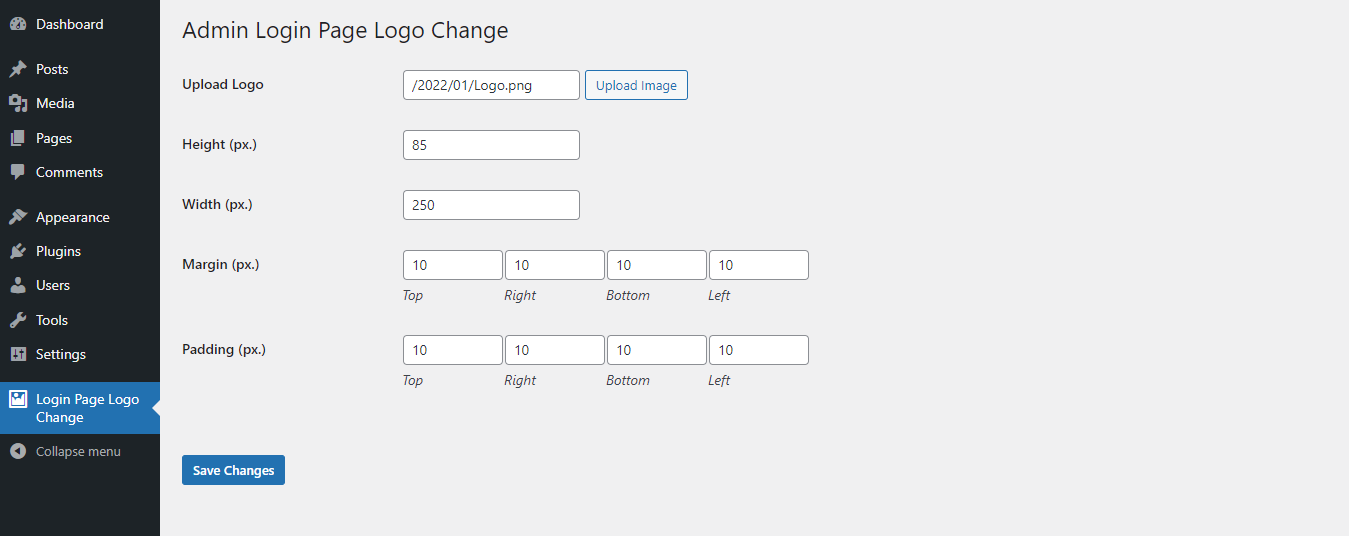 Dashboard
Posts
Media
Pages
Comments
Appearance
Plugins
Users
Tools
Settings
Login Page Logo
Change
Collapse menu
Admin Login Page Logo Change
Upload Logo /2022/01/Logo.png Upload Image
Height (px.) 85
Width (px.) 250
Margin (px.) 10 10 10 10
Top Right Bottom Left
Padding (px.) 10 10 10 10
Top Right Bottom Left
Save Changes